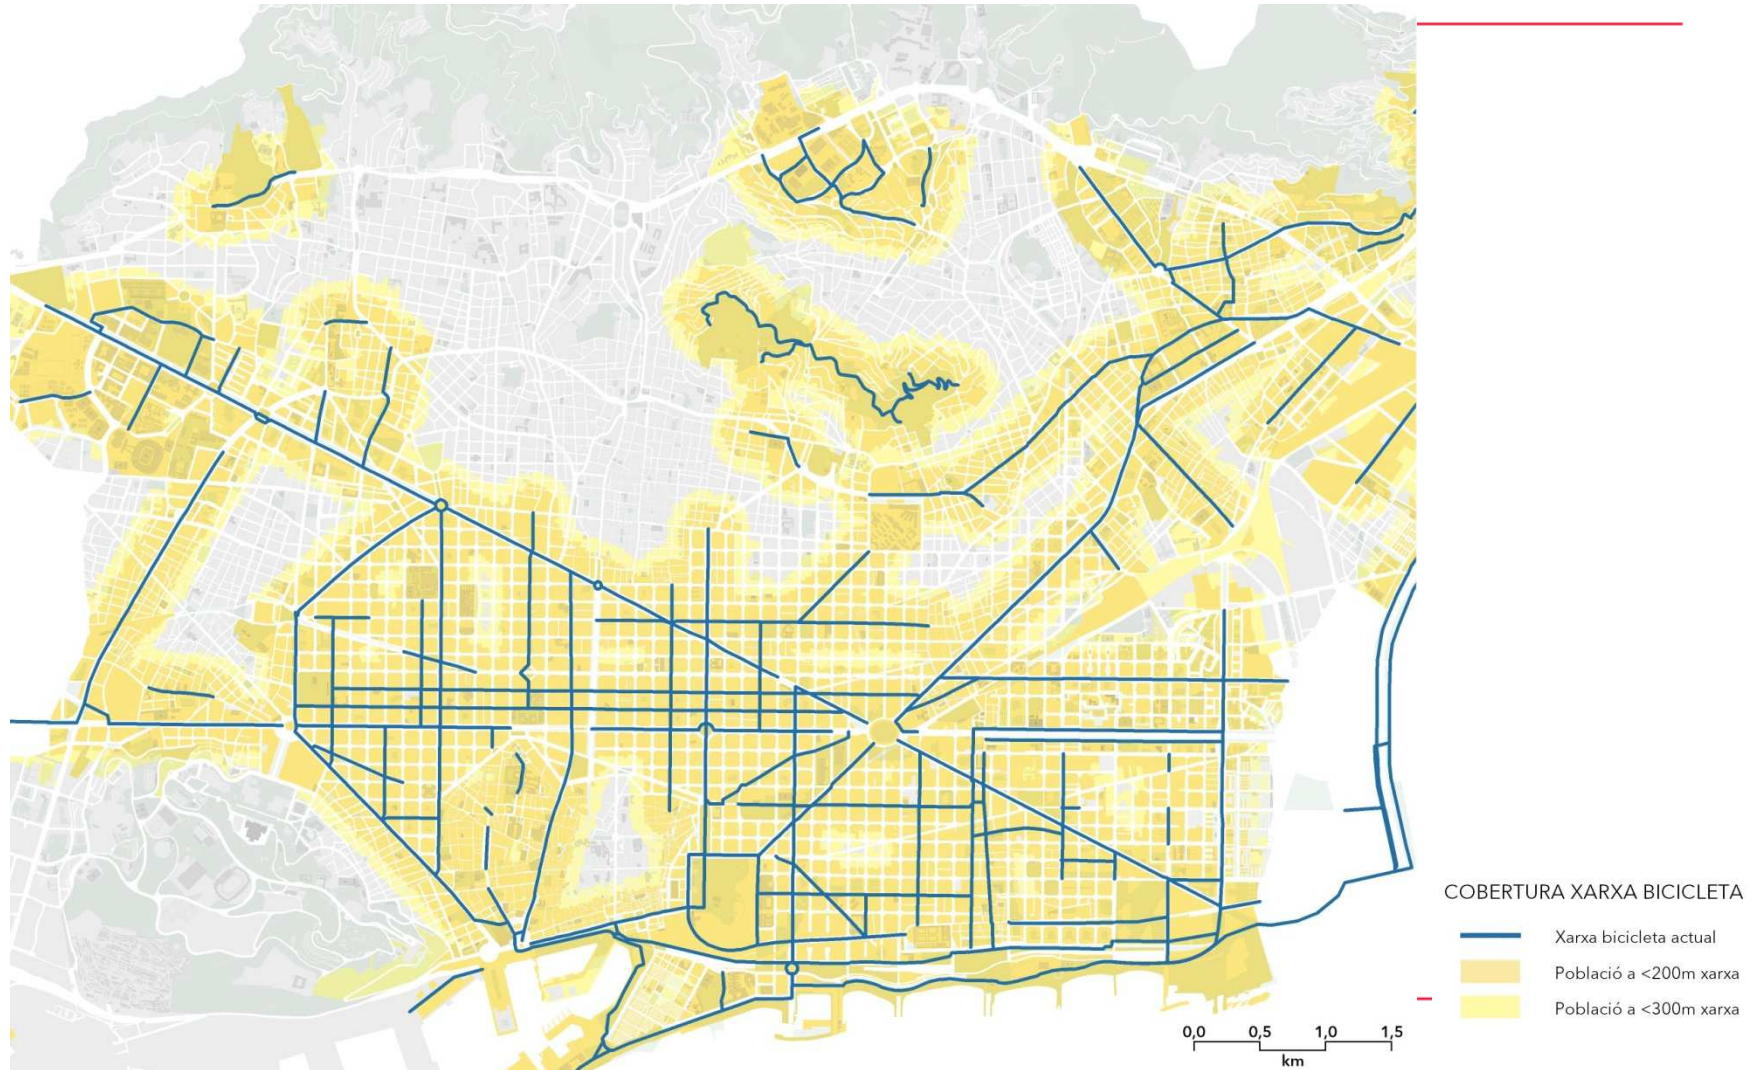 COBERTURA XARXA BICICLETA
Xarxa bicicleta actual
Població a <200m xarxa
Població a <300m xarxa
0,0 0,5 1,0 1,5
km